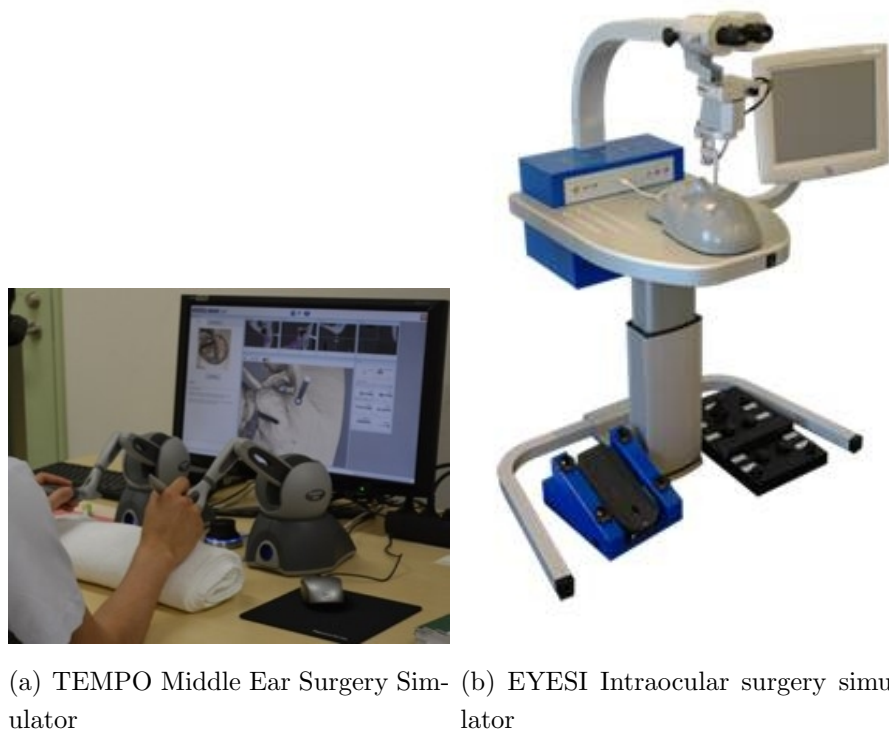 (a) TEMPO Middle Ear Surgery Sim-
ulator
(b) EYESI Intraocular surgery simu
lator